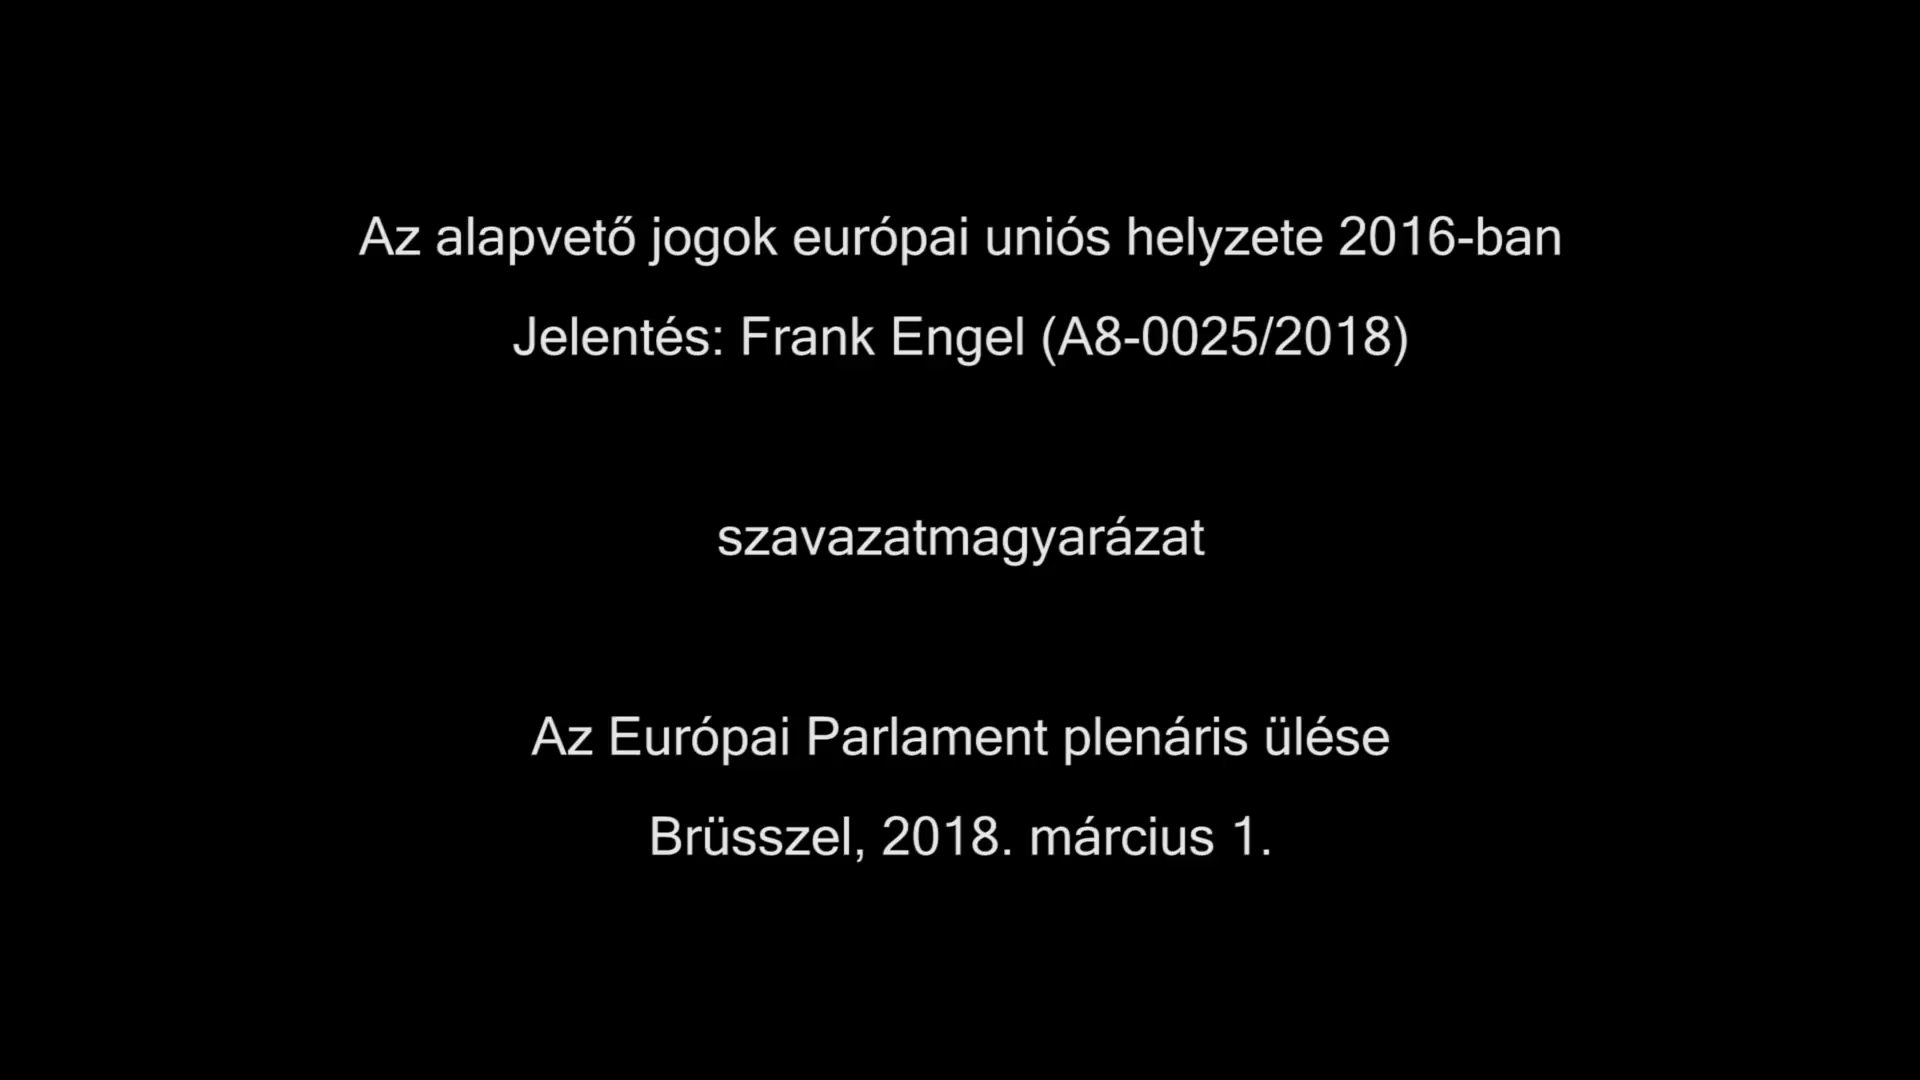 Az alapvető jogok európai uniós helyzete 2016-ban
Jelentés: Frank Engel (A8-0025/2018)
szavazatmagyarázat
Az Európai Parlament plenáris ülése
Brüsszel, 2018. március 1.